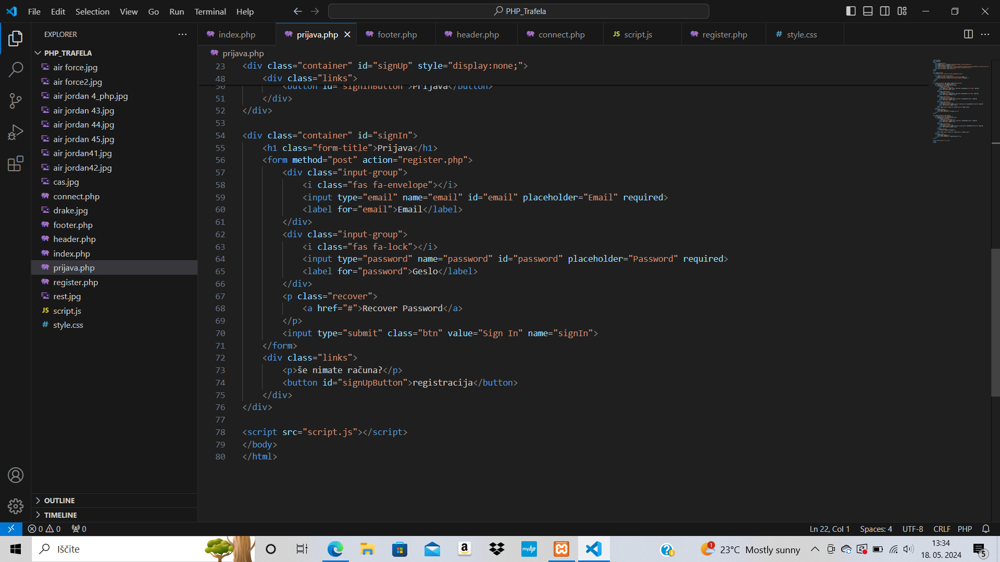 File Edit Selection View Go Run Terminal Help
PHP_Trafela
EXPLORER
PHP_TRAFELA
air force.jpg
air force2.jpg
air jordan 4_php.jpg
air jordan 43.jpg
air jordan 44.jpg
air jordan 45.jpg
air jordan41.jpg
air jordan42.jpg
cas.jpg
connect.php
drake.jpg
footer.php
header.php
index.php
prijava.php
register.php
rest.jpg
JS script.js
# style.css
OUTLINE
TIMELINE
index.php prijava.php footer.php header.php connect.php JS script.js register.php # style.css
prijava.php
23 <div class="container" id="signUp" style="display:none;">
48 <div class="links">
50 <button id="signInButton">Prijava</button>
51 </div>
52 </div>
53
54 <div class="container" id="signIn">
55 <h1 class="form-title">Prijava</h1>
56 <form method="post" action="register.php">
57 <div class="input-group">
58 <i class="fas fa-envelope"></i>
59 <input type="email" name="email" id="email" placeholder="Email" required>
60 <label for="email">Email</label>
61 </div>
62 <div class="input-group">
63 <i class="fas fa-lock"></i>
64 <input type="password" name="password" id="password" placeholder="Password" required>
65 <label for="password">Geslo</label>
66 </div>
67 <p class="recover">
68 <a href="#">Recover Password</a>
69 </p>
70 <input type="submit" class="btn" value="Sign In" name="signIn">
71 </form>
72 <div class="links">
73 <p>še nimate računa?</p>
74 <button id="signUpButton">registracija</button>
75 </div>
76 </div>
77
78 <script src="script.js"></script>
79 </body>
80 </html>
0 0 0
Ln 22, Col 1 Spaces: 4 UTF-8 CRLF PHP
Iščite
a
myhp
1
23°C Mostly sunny
13:34
18. 05. 2024
5